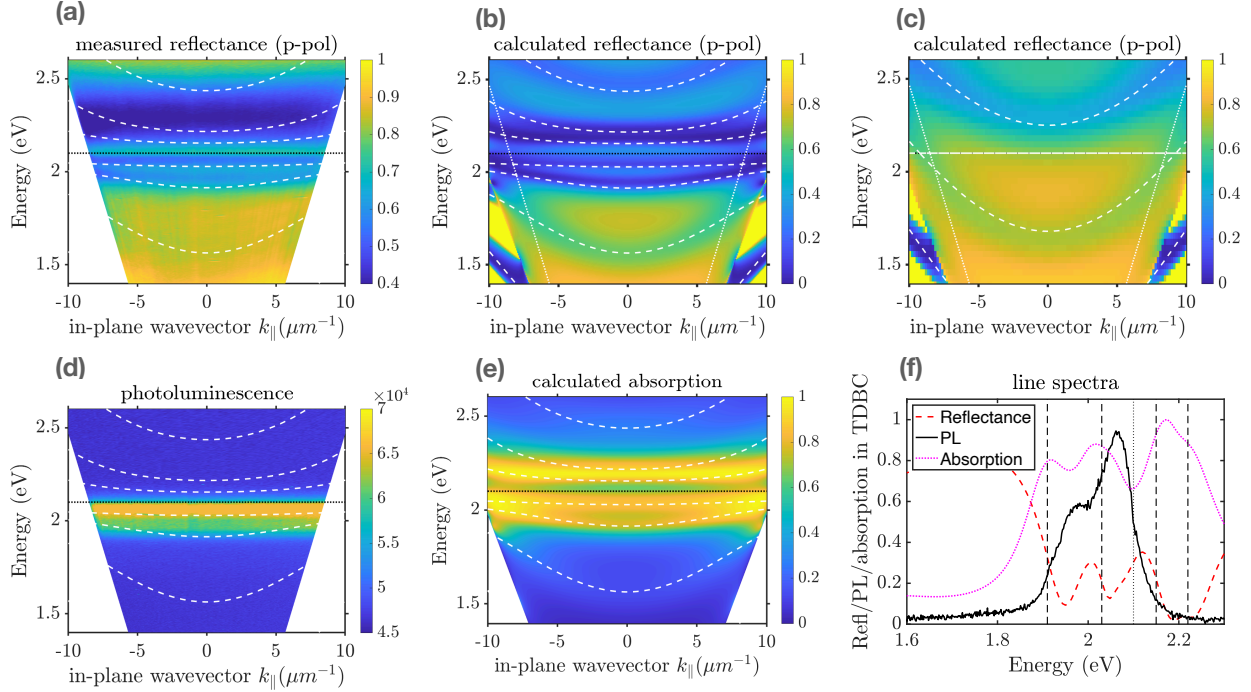 (a)
measured reflectance (p-pol)
Energy (eV)
2.5
2
1.5
-10 -5 0 5 10
in-plane wavevector k∥(μm⁻¹)
1
0.9
0.8
0.7
0.6
0.5
0.4
(b)
calculated reflectance (p-pol)
Energy (eV)
2.5
2
1.5
-10 -5 0 5 10
in-plane wavevector k∥(μm⁻¹)
1
0.8
0.6
0.4
0.2
0
(c)
calculated reflectance (p-pol)
Energy (eV)
2.5
2
1.5
-10 -5 0 5 10
in-plane wavevector k∥(μm⁻¹)
1
0.8
0.6
0.4
0.2
0
(d)
photoluminescence
Energy (eV)
2.5
2
1.5
-10 -5 0 5 10
in-plane wavevector k∥(μm⁻¹)
×10⁴
7
6.5
6
5.5
5
4.5
(e)
calculated absorption
Energy (eV)
2.5
2
1.5
-10 -5 0 5 10
in-plane wavevector k∥(μm⁻¹)
1
0.8
0.6
0.4
0.2
0
(f)
line spectra
Refl/PL/absorption in TDBC
1
0.8
0.6
0.4
0.2
0
Reflectance
PL
Absorption
1.6 1.8 2 2.2
Energy (eV)